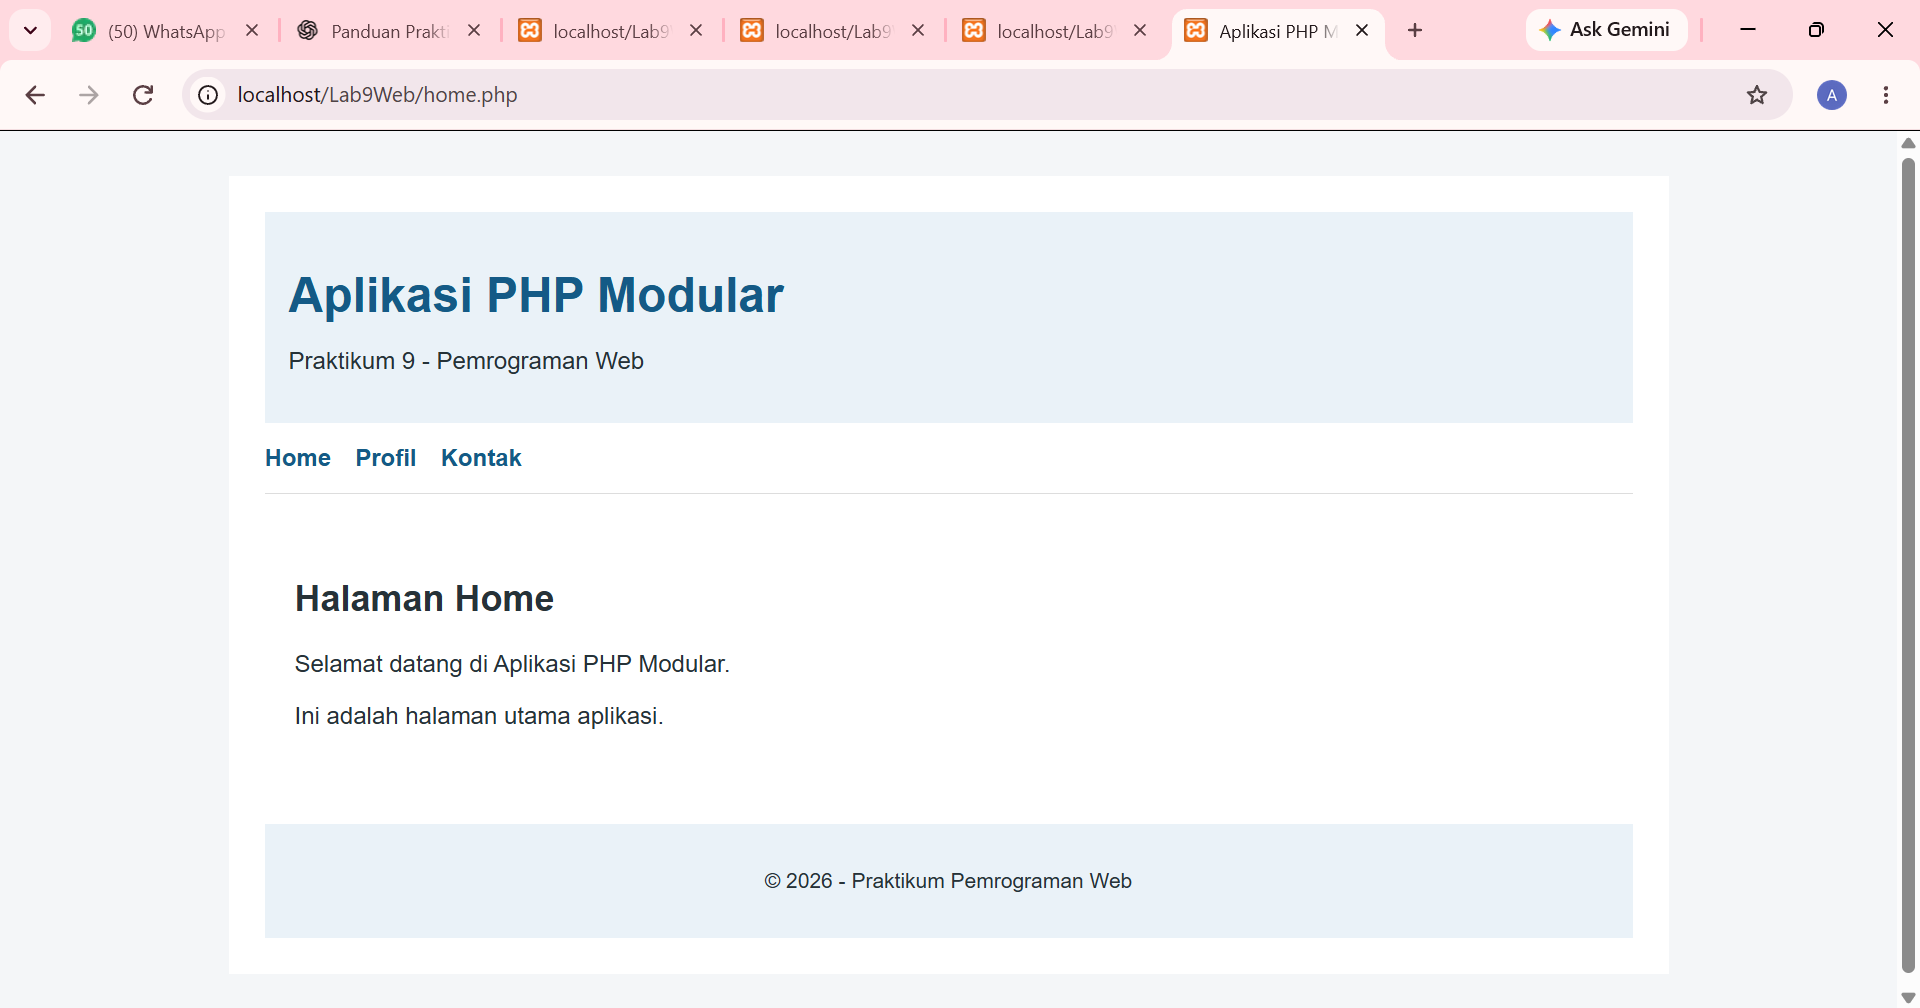 50 (50) WhatsApp
Panduan Prakti
localhost/Lab9
localhost/Lab9
localhost/Lab9
Aplikasi PHP M
Ask Gemini
localhost/Lab9Web/home.php
A
Aplikasi PHP Modular
Praktikum 9 - Pemrograman Web
Home Profil Kontak
Halaman Home
Selamat datang di Aplikasi PHP Modular.
Ini adalah halaman utama aplikasi.
© 2026 - Praktikum Pemrograman Web